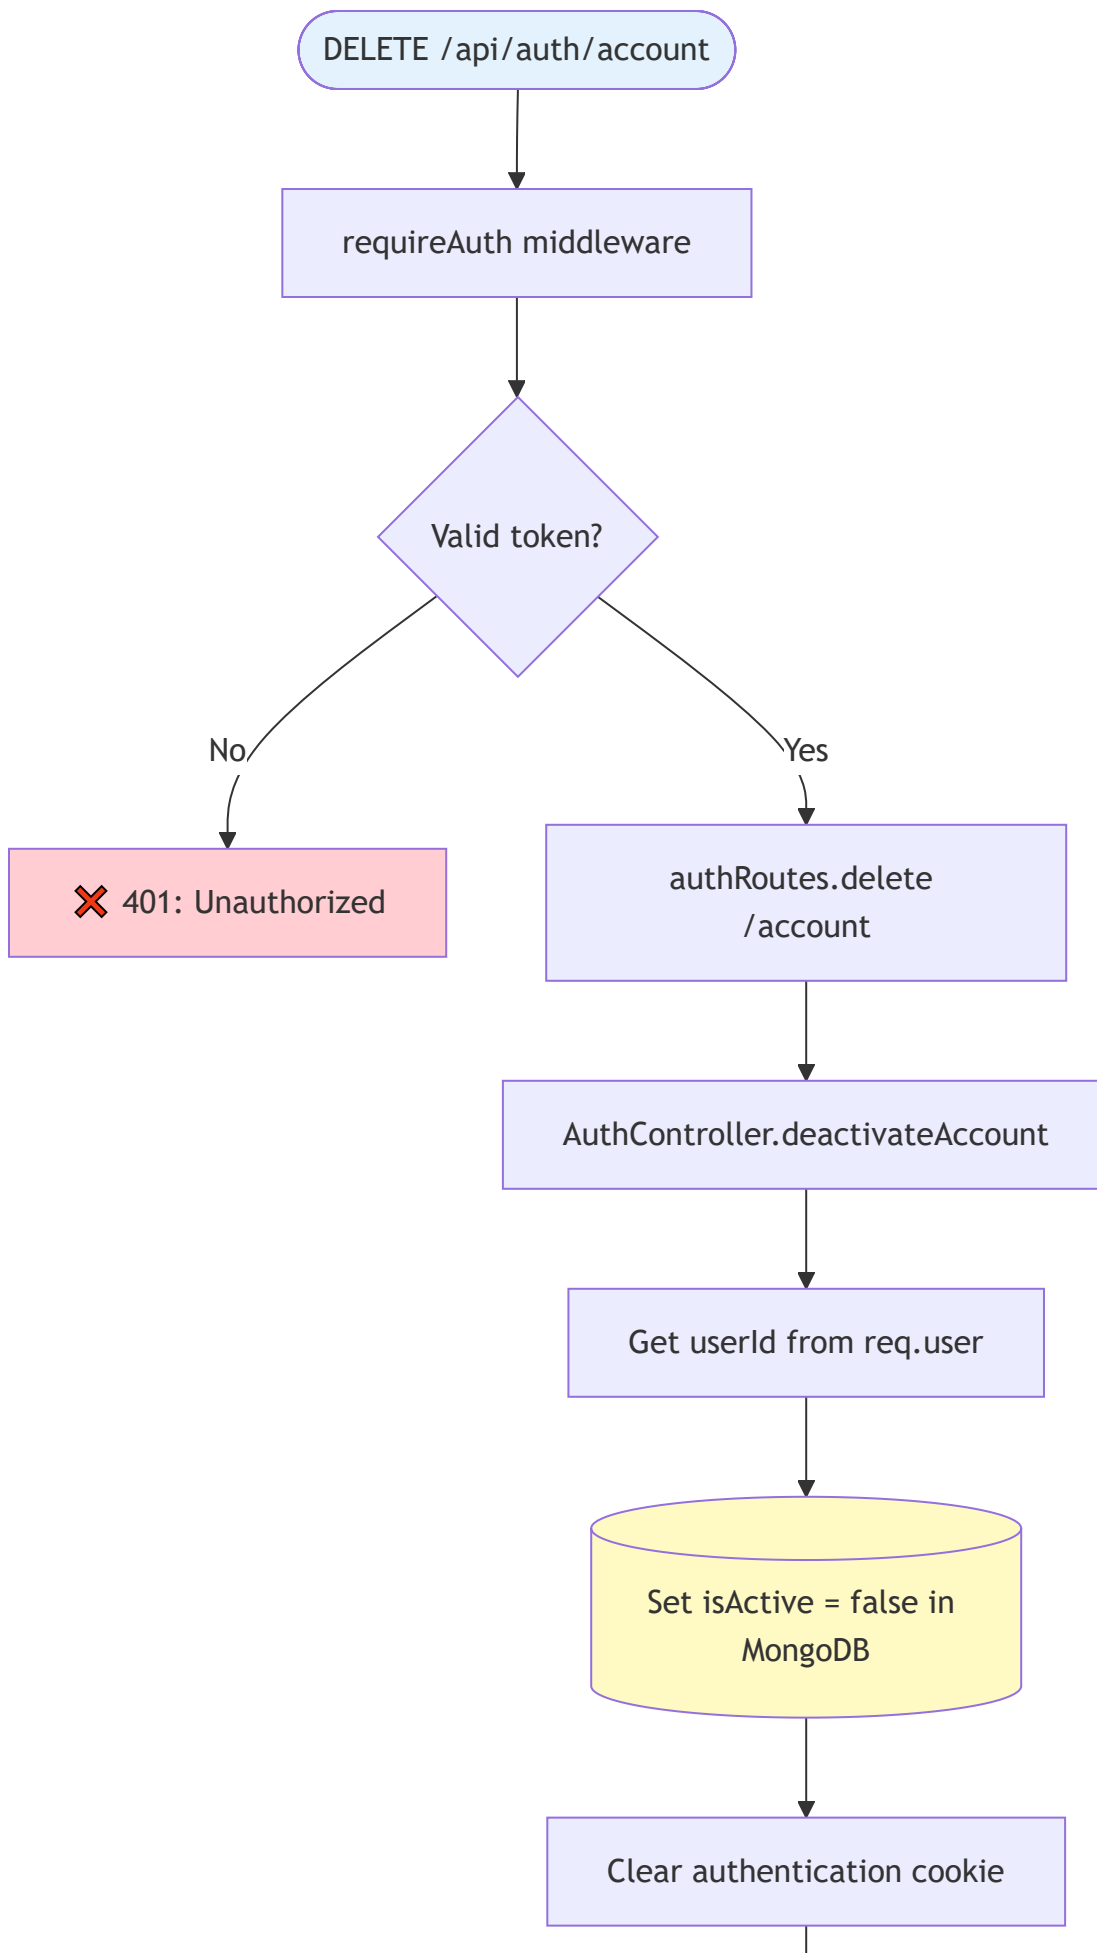 DELETE /api/auth/account
requireAuth middleware
Valid token?
No
Yes
❌ 401: Unauthorized
authRoutes.delete
/account
AuthController.deactivateAccount
Get userId from req.user
Set isActive = false in
MongoDB
Clear authentication cookie